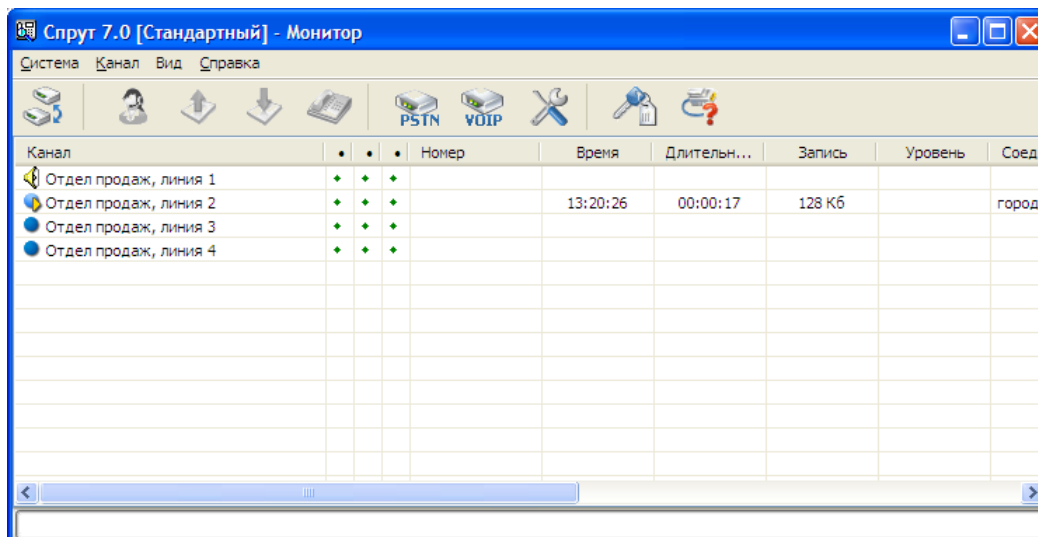 Спрут 7.0 [Стандартный] - Монитор
Система Канал Вид Справка
PSTN VOIP
Канал • • • Номер Время Длительн... Запись Уровень Соед
Отдел продаж, линия 1
Отдел продаж, линия 2 13:20:26 00:00:17 128 Кб город
Отдел продаж, линия 3
Отдел продаж, линия 4